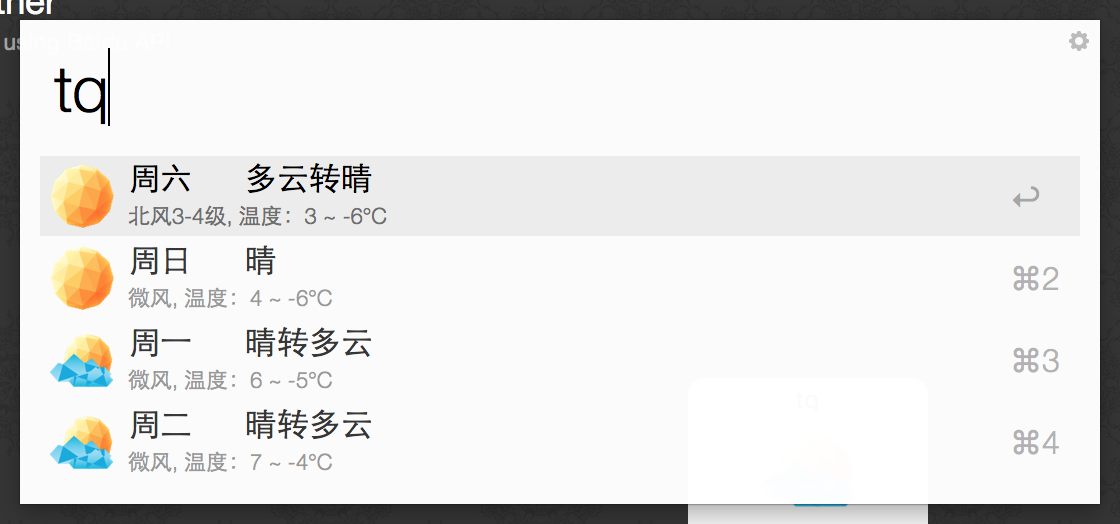 ther
using Baidu API
tq
周六 多云转晴
北风3-4级, 温度：3 ~ -6℃
周日 晴
微风, 温度：4 ~ -6℃
⌘2
周一 晴转多云
微风, 温度：6 ~ -5℃
⌘3
周二 晴转多云
微风, 温度：7 ~ -4℃
⌘4
tq